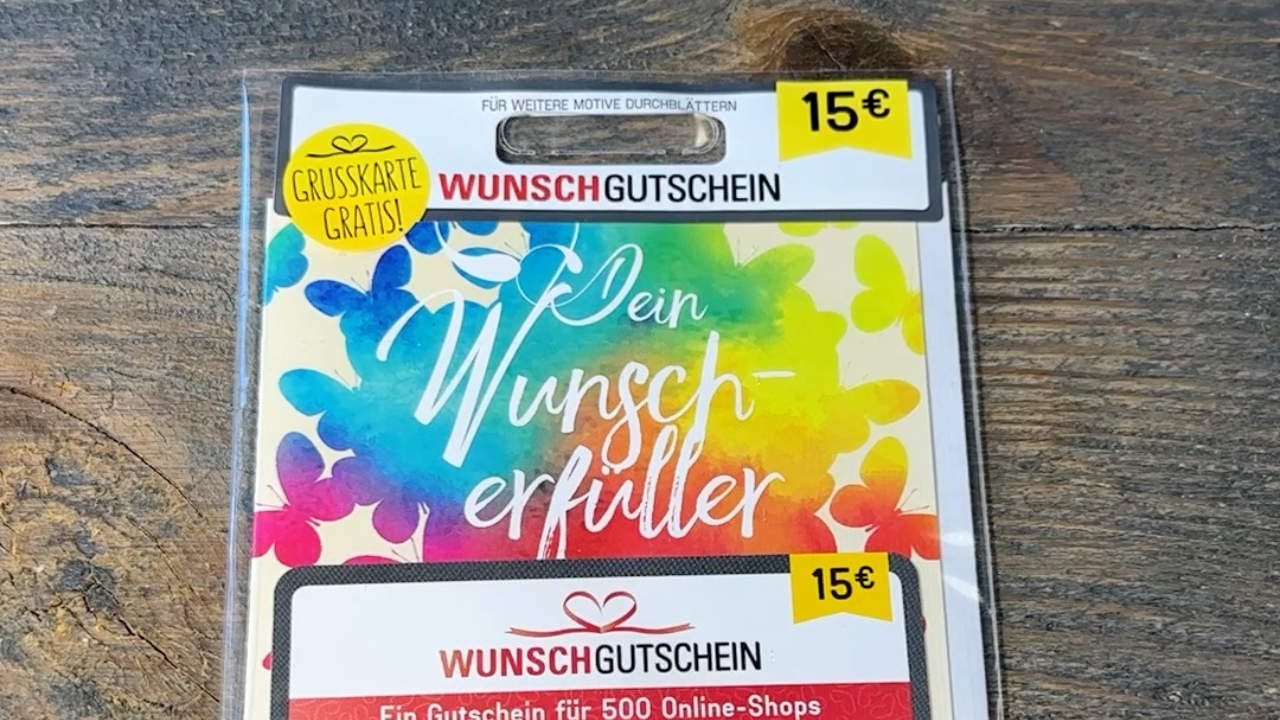 FÜR WEITERE MOTIVE DURCHBLÄTTERN
15€
GRUSSKARTE
GRATIS!
WUNSCHGUTSCHEIN
Dein
Wunsch-
erfüller
15€
WUNSCHGUTSCHEIN
Ein Gutschein für 500 Online-Shops